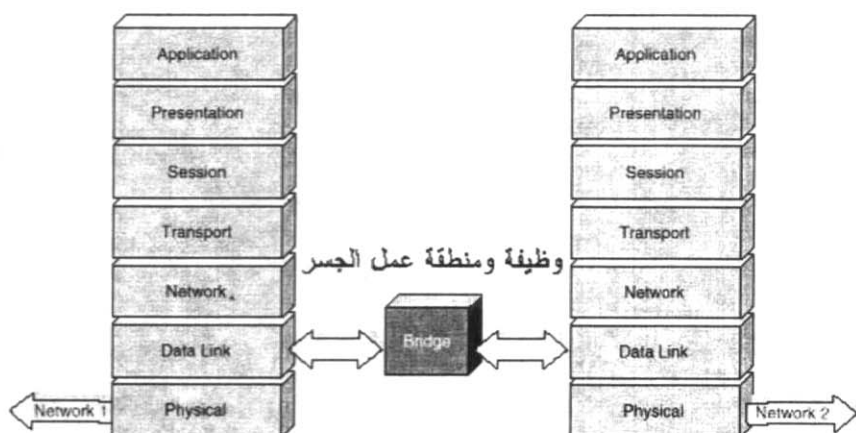 Application
Presentation
Session
Transport
Network
Data Link
Physical
Network 1
وظيفة ومنطقة عمل الجسر
Bridge
Application
Presentation
Session
Transport
Network
Data Link
Physical
Network 2